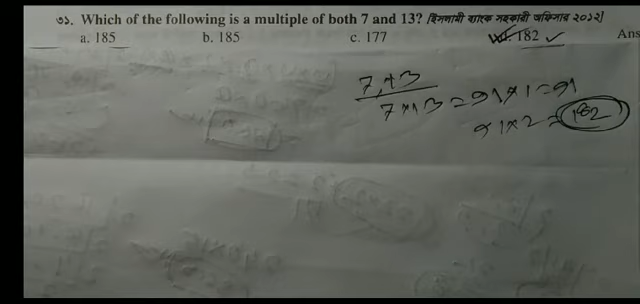 ৩১. Which of the following is a multiple of both 7 and 13? [ইসলামী ব্যাংক সহকারী অফিসার ২০১২]
a. 185 b. 185 c. 177 182 ✓ Ans
7, 13
7 × 13 = 91 × 1 = 91
91 × 2 = 182